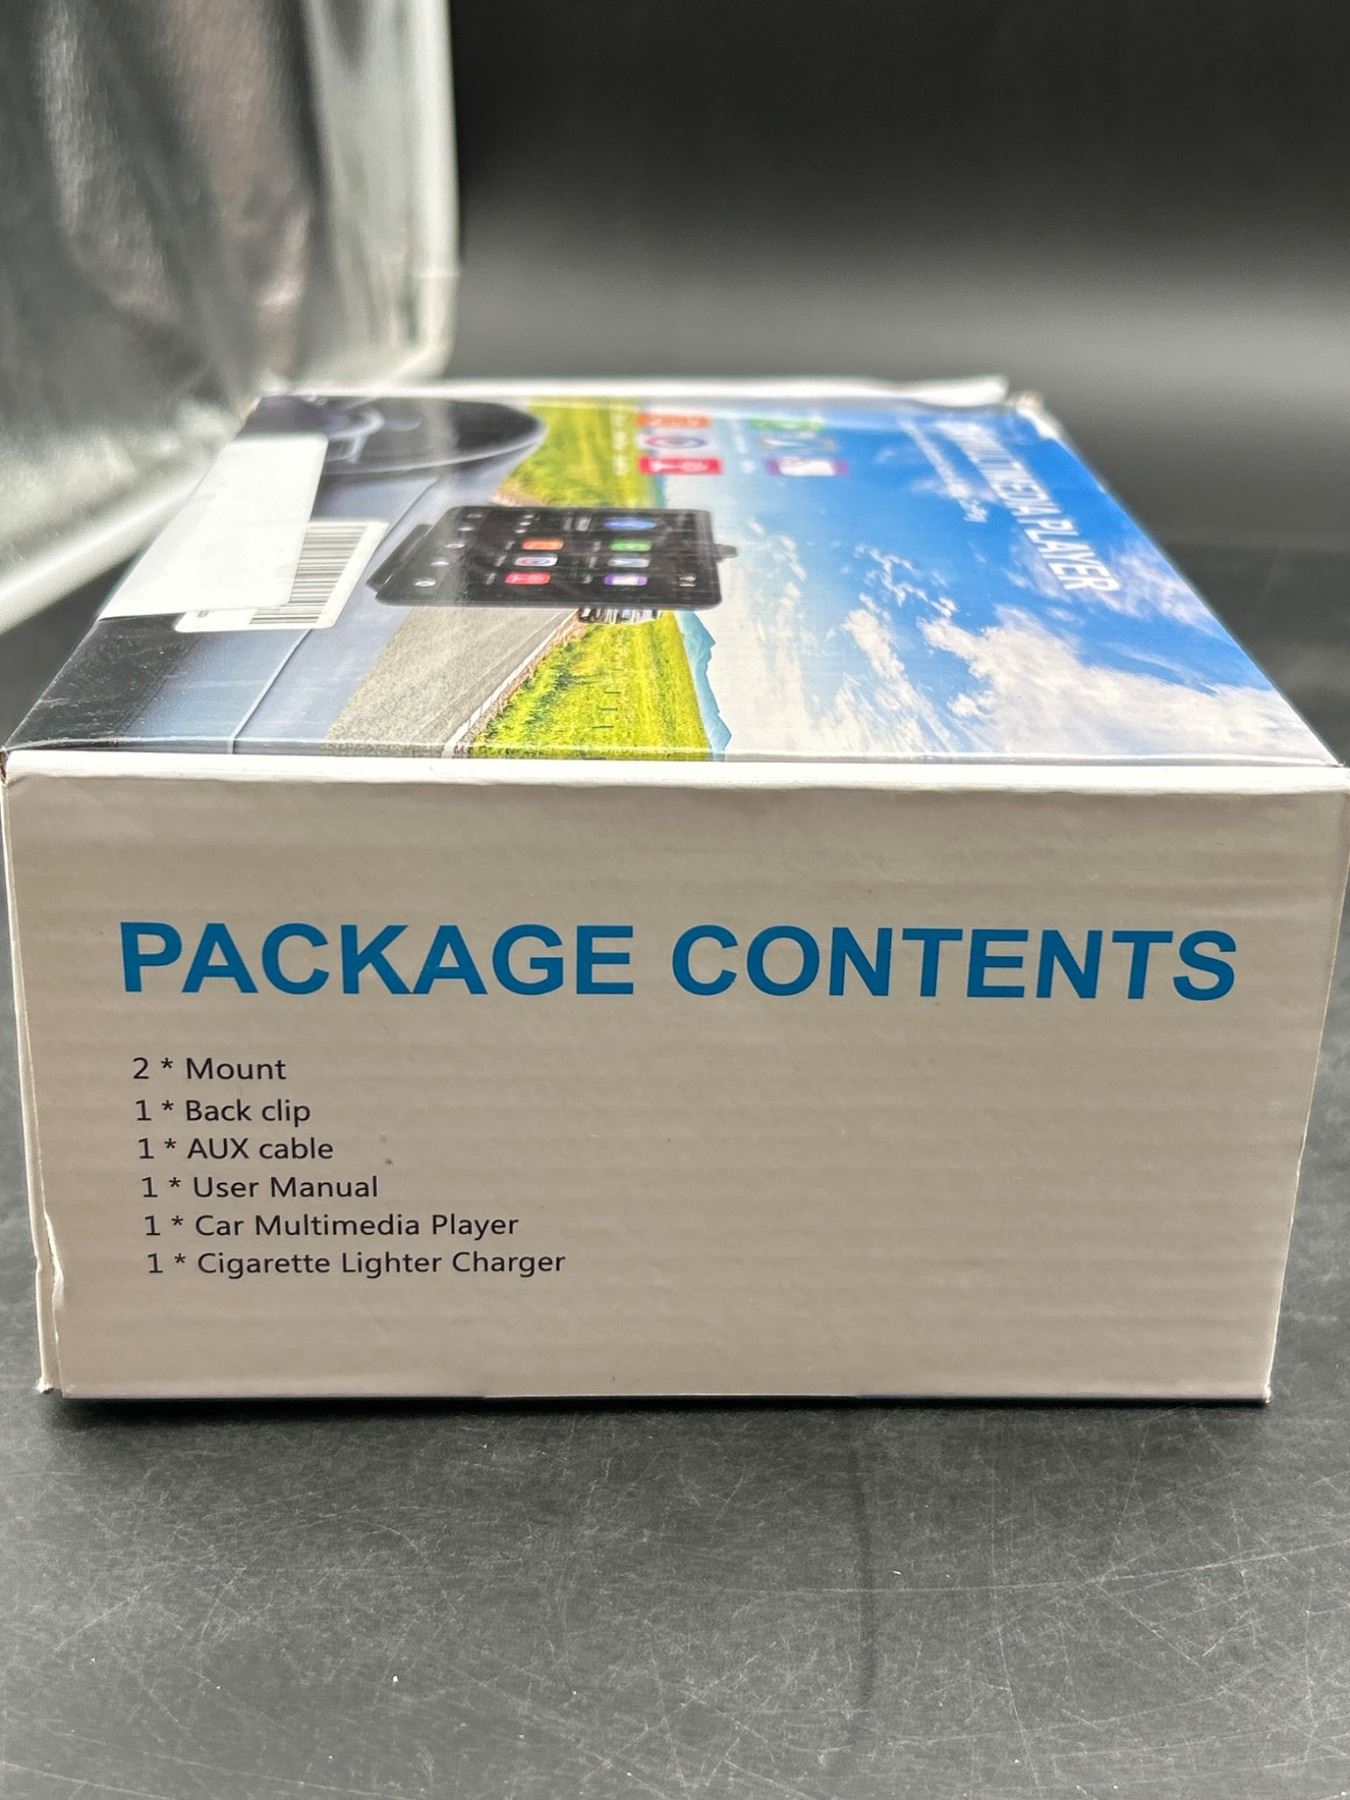 MULTIMEDIA PLAYER
PACKAGE CONTENTS
2 * Mount
1 * Back clip
1 * AUX cable
1 * User Manual
1 * Car Multimedia Player
1 * Cigarette Lighter Charger